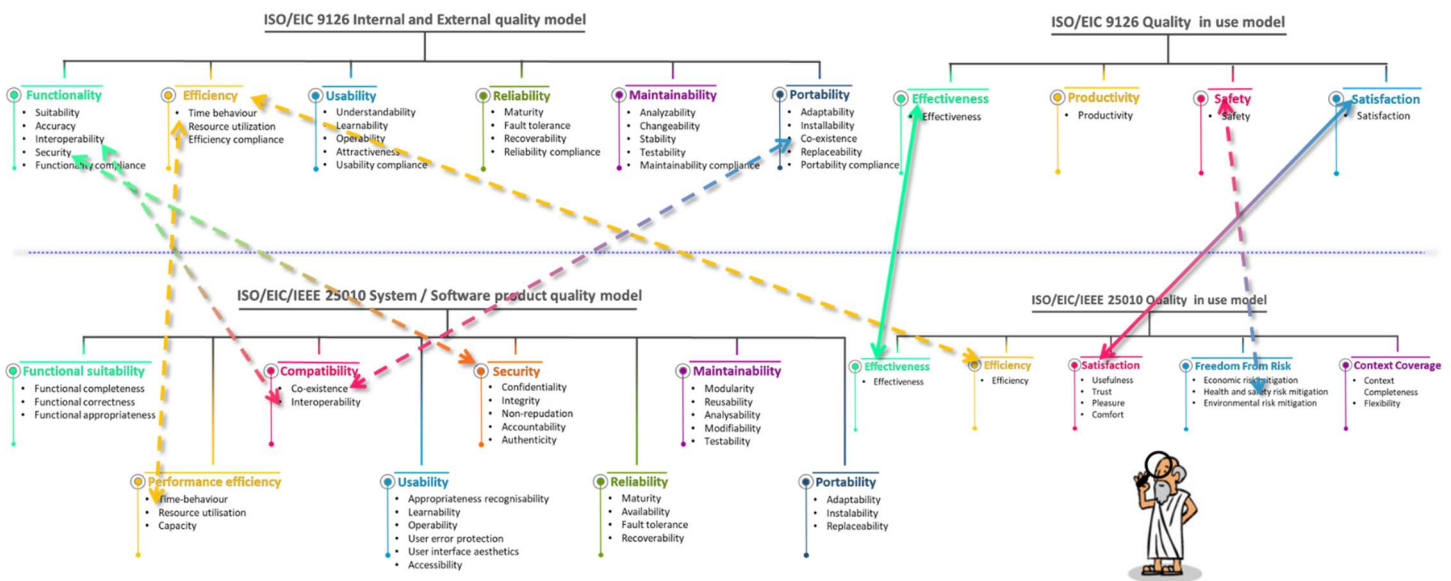 ISO/EIC 9126 Internal and External quality model
Functionality
• Suitability
• Accuracy
• Interoperability
• Security
• Functionality compliance
Efficiency
• Time behaviour
• Resource utilization
• Efficiency compliance
Usability
• Understandability
• Learnability
• Operability
• Attractiveness
• Usability compliance
Reliability
• Maturity
• Fault tolerance
• Recoverability
• Reliability compliance
Maintainability
• Analyzability
• Changeability
• Stability
• Testability
• Maintainability compliance
Portability
• Adaptability
• Installability
• Co-existence
• Replaceability
• Portability compliance
ISO/EIC 9126 Quality in use model
Effectiveness
• Effectiveness
Productivity
• Productivity
Safety
• Safety
Satisfaction
• Satisfaction
ISO/EIC/IEEE 25010 System / Software product quality model
Functional suitability
• Functional completeness
• Functional correctness
• Functional appropriateness
Performance efficiency
• Time-behaviour
• Resource utilisation
• Capacity
Compatibility
• Co-existence
• Interoperability
Usability
• Appropriateness recognisability
• Learnability
• Operability
• User error protection
• User interface aesthetics
• Accessibility
Security
• Confidentiality
• Integrity
• Non-repudation
• Accountability
• Authenticity
Reliability
• Maturity
• Availability
• Fault tolerance
• Recoverability
Maintainability
• Modularity
• Reusability
• Analysability
• Modifiability
• Testability
Portability
• Adaptability
• Instalability
• Replaceability
ISO/EIC/IEEE 25010 Quality in use model
Effectiveness
• Effectiveness
Efficiency
• Efficiency
Satisfaction
• Usefulness
• Trust
• Pleasure
• Comfort
Freedom From Risk
• Economic risk mitigation
• Health and safety risk mitigation
• Environmental risk mitigation
Context Coverage
• Context
Completeness
• Flexibility